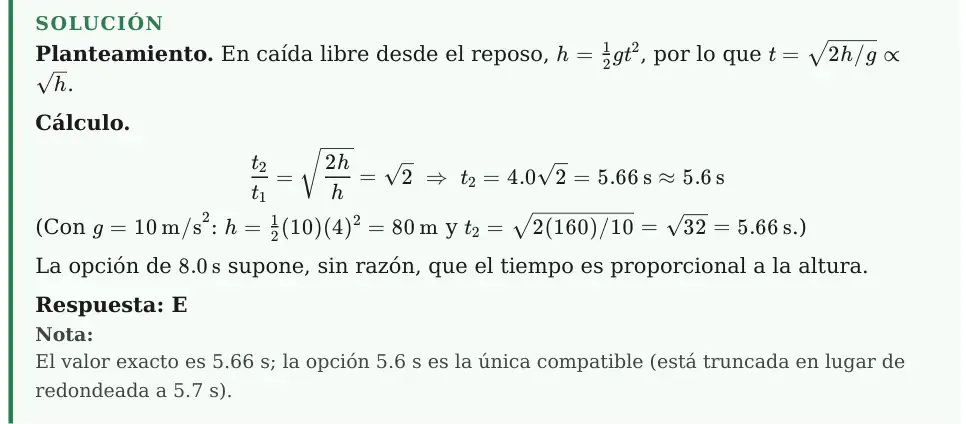 SOLUCIÓN
Planteamiento. En caída libre desde el reposo, h = ½gt², por lo que t = √(2h/g) ∝
√h.
Cálculo.
t₂/t₁ = √(2h/h) = √2 ⇒ t₂ = 4.0√2 = 5.66 s ≈ 5.6 s
(Con g = 10 m/s²: h = ½(10)(4)² = 80 m y t₂ = √(2(160)/10) = √32 = 5.66 s.)
La opción de 8.0 s supone, sin razón, que el tiempo es proporcional a la altura.
Respuesta: E
Nota:
El valor exacto es 5.66 s; la opción 5.6 s es la única compatible (está truncada en lugar de
redondeada a 5.7 s).